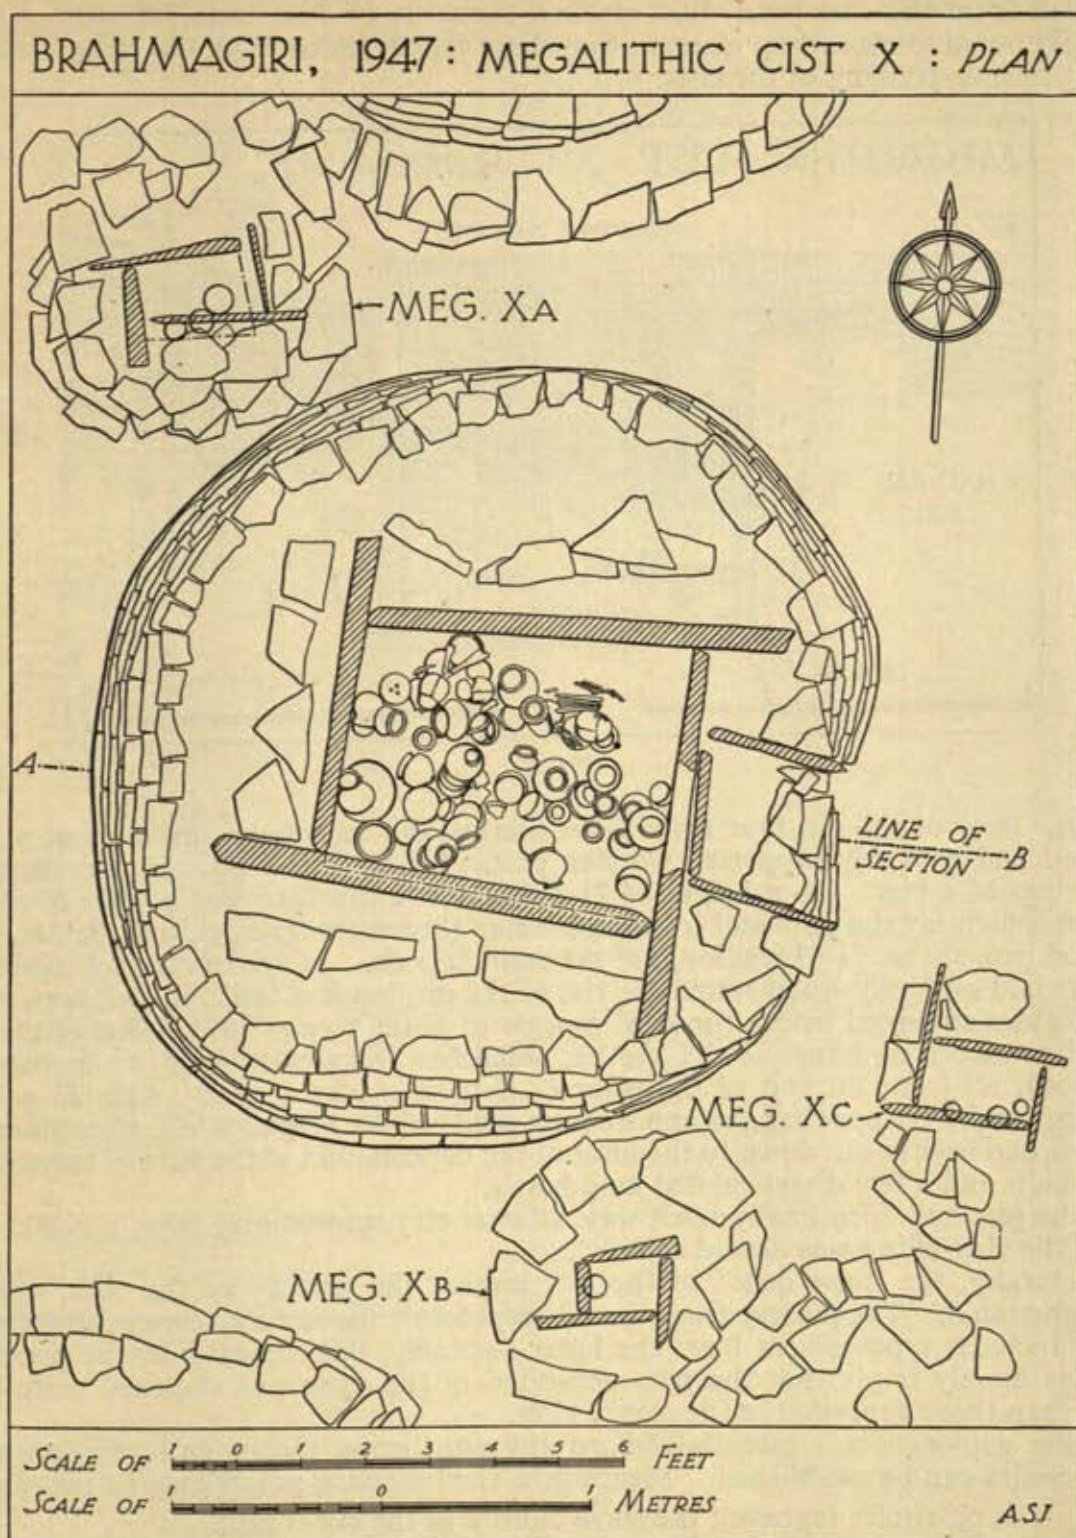 BRAHMAGIRI, 1947: MEGALITHIC CIST X : PLAN
MEG. XA
A
LINE OF
SECTION
B
MEG. XC
MEG. XB
SCALE OF 1 0 1 2 3 4 5 6 FEET
SCALE OF 1 0 1 METRES
A.S.I.